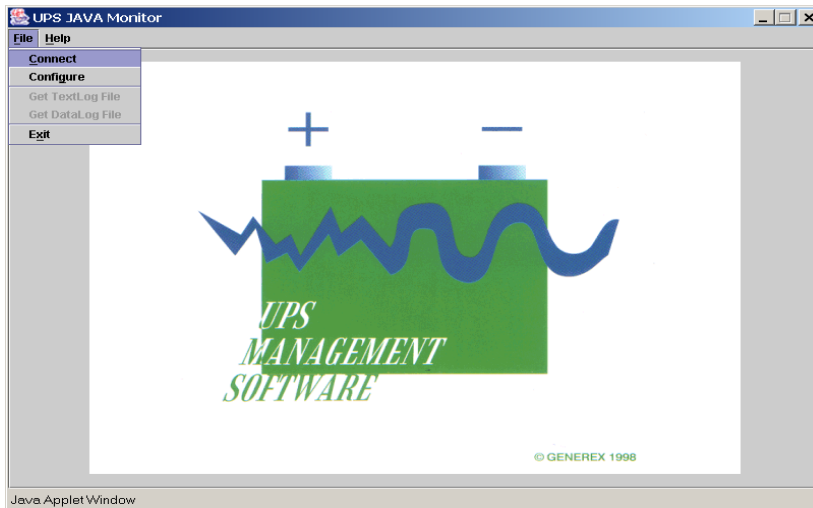 UPS JAVA Monitor
File Help
Connect
Configure
Get TextLog File
Get DataLog File
Exit
+ −
UPS
MANAGEMENT
SOFTWARE
© GENEREX 1998
Java Applet Window